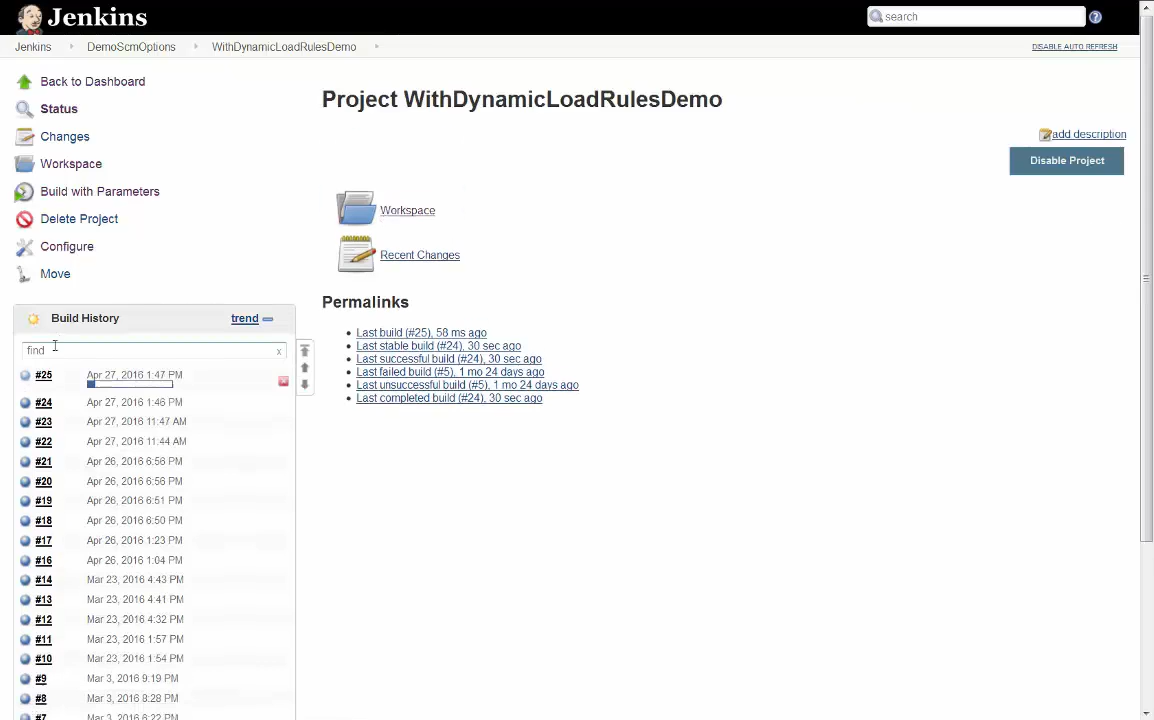 Jenkins
search
Jenkins DemoScmOptions WithDynamicLoadRulesDemo
DISABLE AUTO REFRESH
Back to Dashboard
Status
Changes
Workspace
Build with Parameters
Delete Project
Configure
Move
Build History trend
find x
#25 Apr 27, 2016 1:47 PM
#24 Apr 27, 2016 1:46 PM
#23 Apr 27, 2016 11:47 AM
#22 Apr 27, 2016 11:44 AM
#21 Apr 26, 2016 6:56 PM
#20 Apr 26, 2016 6:56 PM
#19 Apr 26, 2016 6:51 PM
#18 Apr 26, 2016 6:50 PM
#17 Apr 26, 2016 1:23 PM
#16 Apr 26, 2016 1:04 PM
#14 Mar 23, 2016 4:43 PM
#13 Mar 23, 2016 4:41 PM
#12 Mar 23, 2016 4:32 PM
#11 Mar 23, 2016 1:57 PM
#10 Mar 23, 2016 1:54 PM
#9 Mar 3, 2016 9:19 PM
#8 Mar 3, 2016 8:28 PM
#7 Mar 3, 2016 6:22 PM
Project WithDynamicLoadRulesDemo
add description
Disable Project
Workspace
Recent Changes
Permalinks
Last build (#25), 58 ms ago
Last stable build (#24), 30 sec ago
Last successful build (#24), 30 sec ago
Last failed build (#5), 1 mo 24 days ago
Last unsuccessful build (#5), 1 mo 24 days ago
Last completed build (#24), 30 sec ago